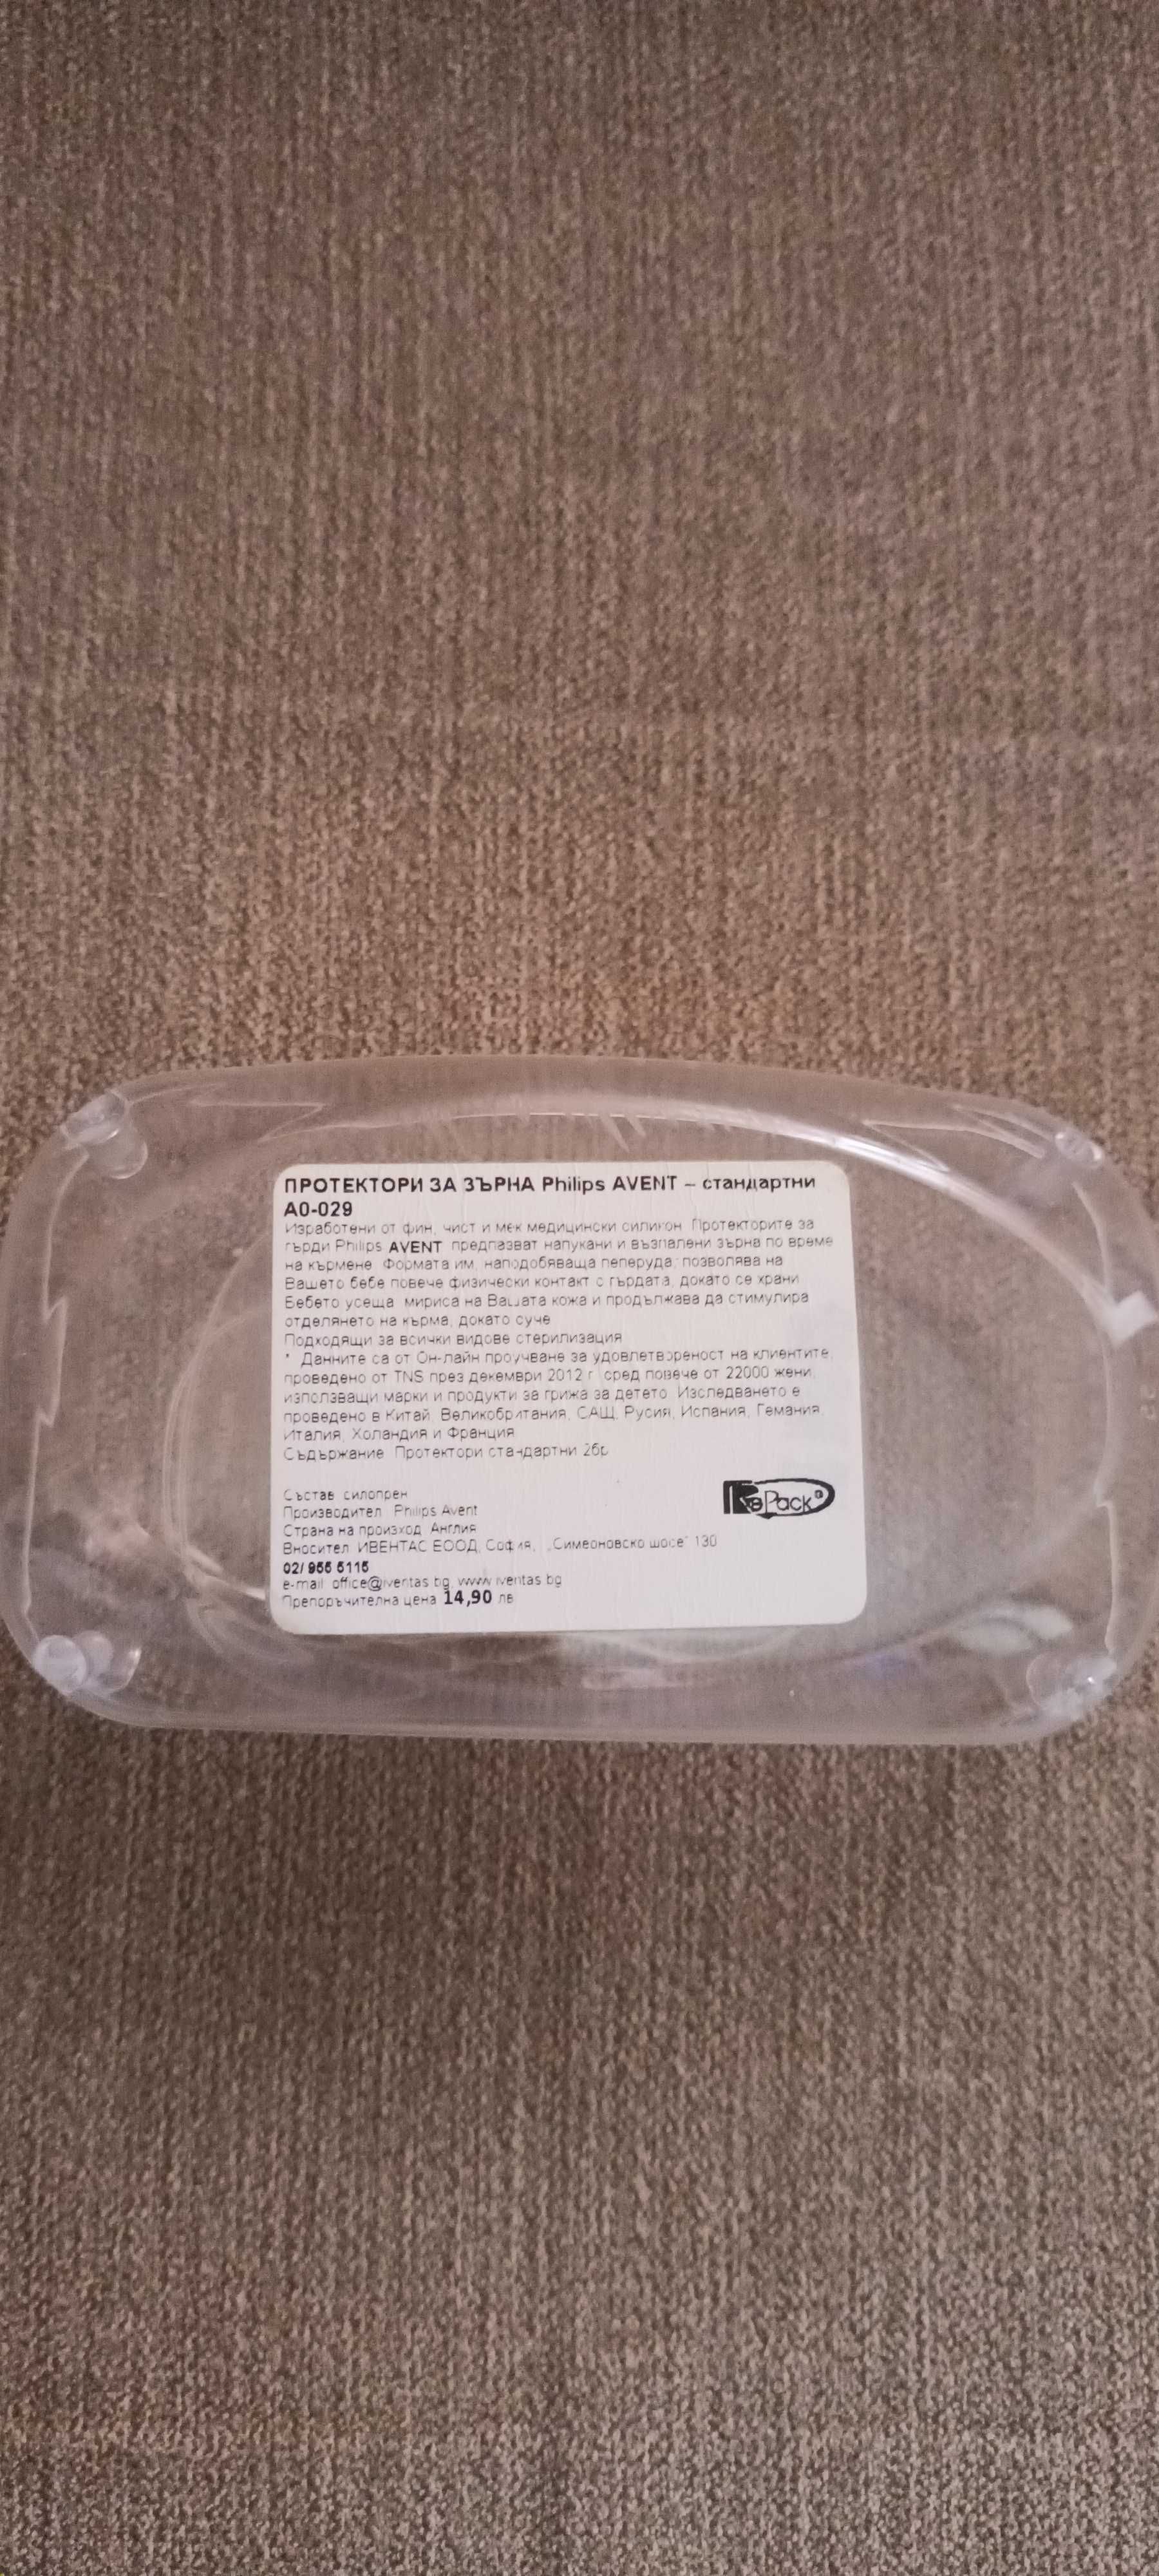 ПРОТЕКТОРИ ЗА ЗЪРНА Philips AVENT – стандартни
А0-029
Изработени от фин, чист и мек медицински силикон. Протекторите за
гърди Philips AVENT предпазват напукани и възпалени зърна по време
на кърмене. Формата им, наподобяваща пеперуда, позволява на
Вашето бебе повече физически контакт с гърдата, докато се храни.
Бебето усеща мириса на Вашата кожа и продължава да стимулира
отделянето на кърма, докато суче.
Подходящи за всички видове стерилизация.
* Данните са от Он-лайн проучване за удовлетвореност на клиентите,
проведено от TNS през декември 2012 г. сред повече от 22000 жени,
използващи марки и продукти за грижа за детето. Изследването е
проведено в Китай, Великобритания, САЩ, Русия, Испания, Гемания,
Италия, Холандия и Франция.
Съдържание: Протектори стандартни 2бр.
Състав: силопрен
RePack®
Производител: Philips Avent
Страна на произход: Англия
Вносител: ИВЕНТАС ЕООД, София, „Симеоновско шосе" 130
02/ 955 5115
e-mail: office@iventas.bg, www.iventas.bg
Препоръчителна цена 14,90 лв.